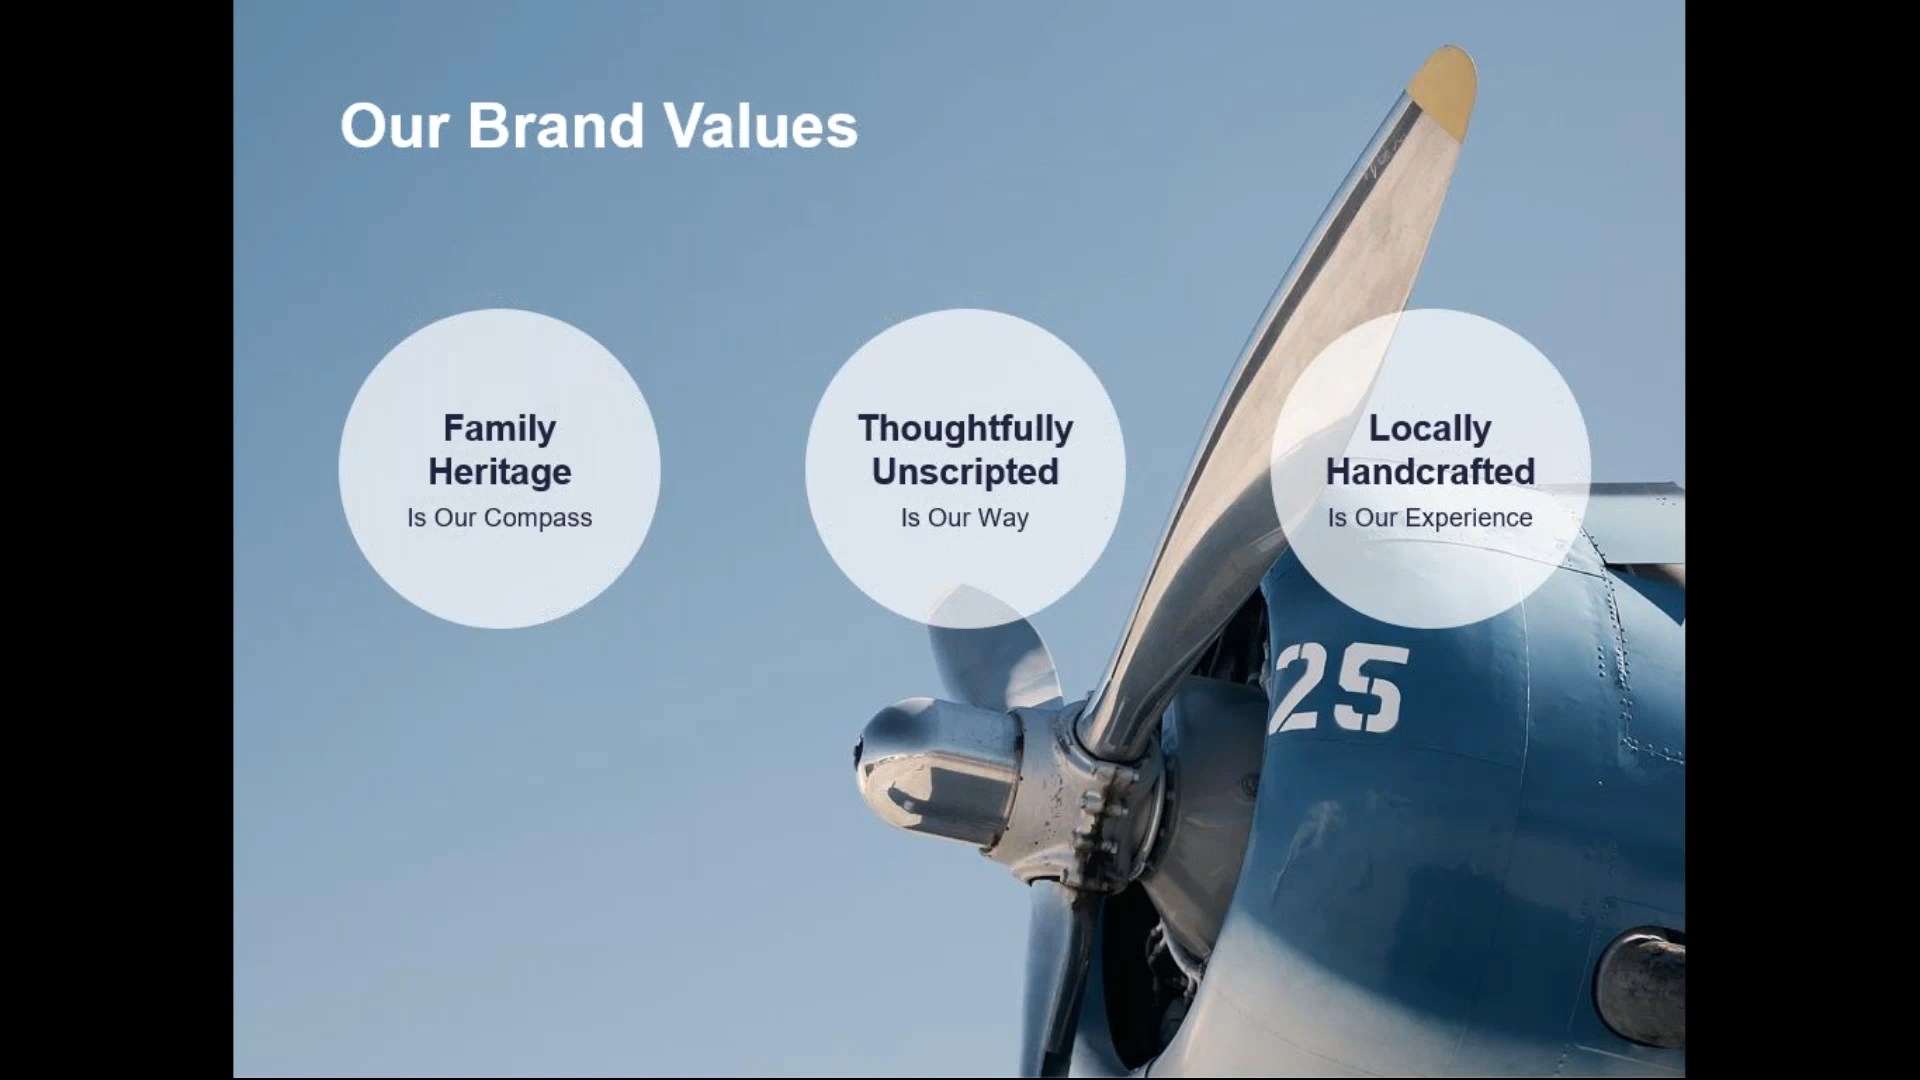 Our Brand Values
Family
Heritage
Is Our Compass
Thoughtfully
Unscripted
Is Our Way
Locally
Handcrafted
Is Our Experience
25